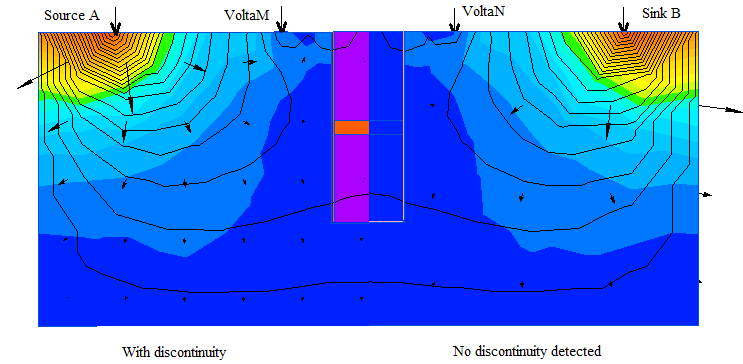 Source A
VoltaM
VoltaN
Sink B
With discontinuity
No discontinuity detected